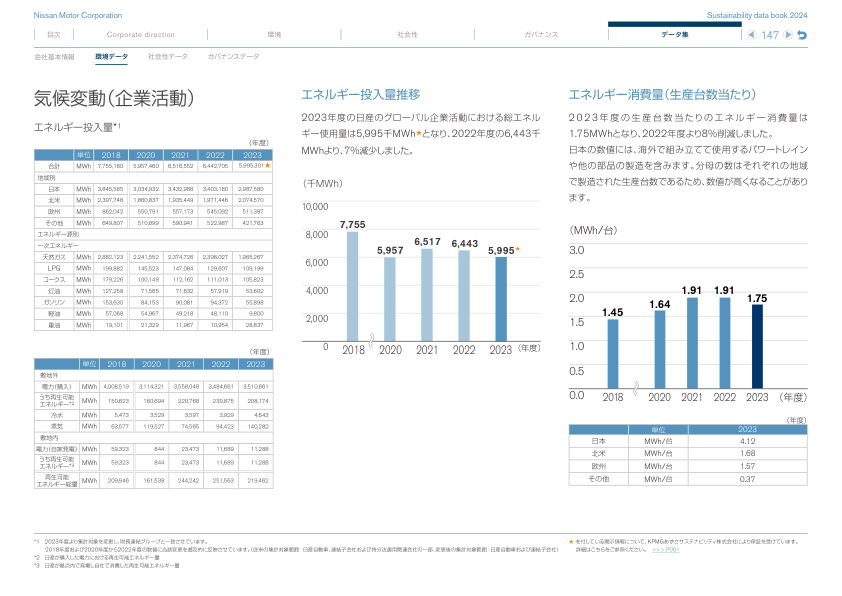 Nissan Motor Corporation
Sustainability data book 2024
目次 Corporate direction 環境 社会性 ガバナンス データ集 147
会社基本情報 環境データ 社会性データ ガバナンスデータ
気候変動（企業活動）
エネルギー投入量*1
（年度）
単位 2018 2020 2021 2022 2023
合計 MWh 7,755,180 5,957,460 6,516,552 6,442,705 5,995,301★
地域別
日本 MWh 3,845,585 3,034,932 3,432,986 3,403,180 2,987,580
北米 MWh 2,397,746 1,860,837 1,935,449 1,971,446 2,074,570
欧州 MWh 862,042 550,791 557,173 545,092 511,387
その他 MWh 649,807 510,899 590,941 522,987 421,763
エネルギー源別
一次エネルギー
天然ガス MWh 2,882,123 2,241,552 2,374,726 2,398,027 1,965,267
LPG MWh 199,882 145,523 147,084 129,607 109,199
コークス MWh 179,226 100,149 112,162 111,013 105,823
灯油 MWh 127,258 71,565 71,632 57,919 53,602
ガソリン MWh 153,630 84,153 90,081 94,372 55,898
軽油 MWh 57,068 54,967 49,218 48,110 9,800
重油 MWh 19,101 21,329 11,967 10,954 28,837
（年度）
単位 2018 2020 2021 2022 2023
敷地外
電力（購入） MWh 4,008,519 3,114,321 3,558,048 3,484,661 3,510,661
うち再生可能エネルギー*2 MWh 150,623 160,694 220,768 239,875 208,174
冷水 MWh 5,473 3,529 3,597 3,929 4,643
蒸気 MWh 63,577 119,527 74,565 94,423 140,282
敷地内
電力（自家発電） MWh 59,323 844 23,473 11,689 11,288
うち再生可能エネルギー*3 MWh 59,323 844 23,473 11,689 11,288
再生可能エネルギー総量 MWh 209,946 161,538 244,242 251,563 219,462
エネルギー投入量推移
2023年度の日産のグローバル企業活動における総エネル
ギー使用量は5,995千MWh★となり、2022年度の6,443千
MWhより、7%減少しました。
（千MWh）
10,000
8,000
6,000
4,000
2,000
0
7,755 5,957 6,517 6,443 5,995★
2018 2020 2021 2022 2023 （年度）
エネルギー消費量（生産台数当たり）
2023年度の生産台数当たりのエネルギー消費量は
1.75MWhとなり、2022年度より8%削減しました。
日本の数値には、海外で組み立てて使用するパワートレイン
や他の部品の製造を含みます。分母の数はそれぞれの地域
で製造された生産台数であるため、数値が高くなることがあり
ます。
（MWh/台）
3.0
2.5
2.0
1.5
1.0
0.5
0.0
1.45 1.64 1.91 1.91 1.75
2018 2020 2021 2022 2023 （年度）
（年度）
単位 2023
日本 MWh/台 4.12
北米 MWh/台 1.68
欧州 MWh/台 1.57
その他 MWh/台 0.37
*1 2023年度より集計対象を変更し、財務連結グループと一致させています。
2018年度および2020年度から2022年度の数値に当該変更を遡及的に反映させています。（従来の集計対象範囲：日産自動車、連結子会社および持分法適用関連会社の一部、変更後の集計対象範囲：日産自動車および連結子会社）
*2 日産が購入した電力における再生可能エネルギー量
*3 日産が拠点内で発電し自社で消費した再生可能エネルギー量
★ を付している開示情報について、KPMGあずさサステナビリティ株式会社により保証を受けています。
詳細はこちらをご参照ください。 >>> P061